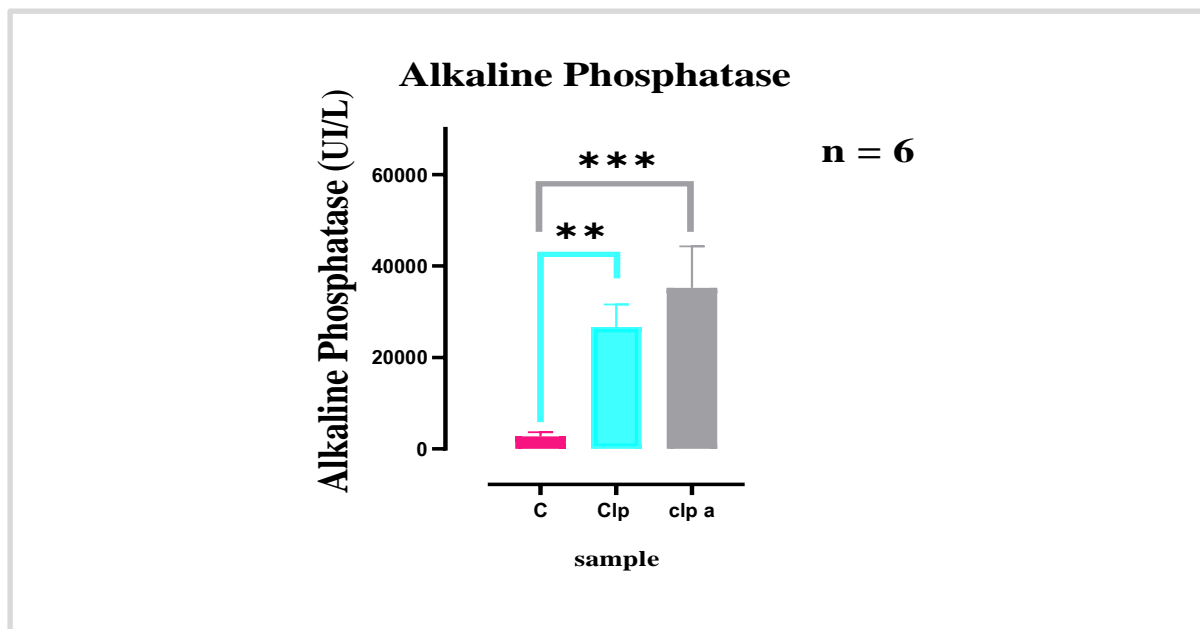 Alkaline Phosphatase
n = 6
Alkaline Phosphatase (UI/L)
60000
40000
20000
0
***
**
C Clp clp a
sample